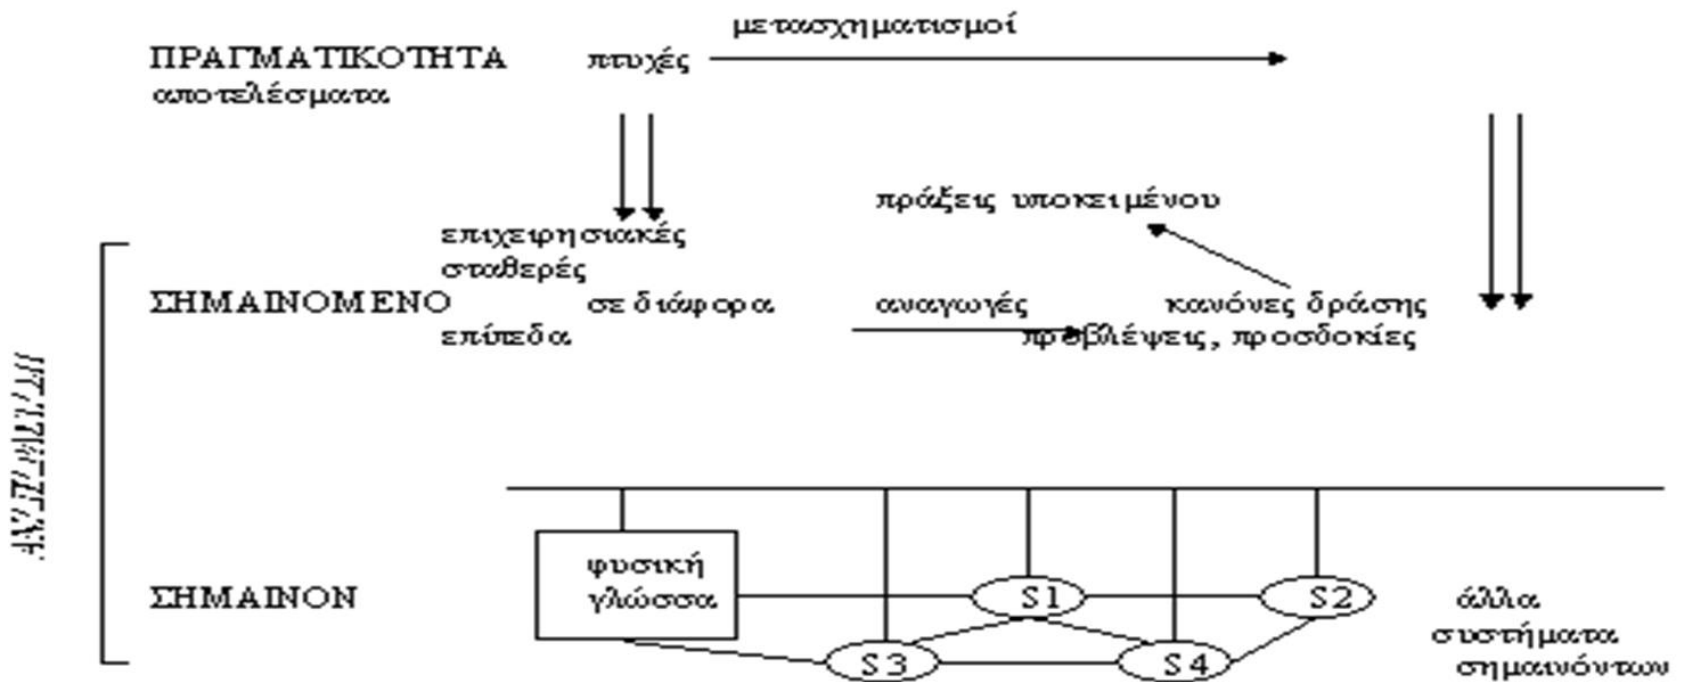 μετασχηματισμοί
ΠΡΑΓΜΑΤΙΚΟΤΗΤΑ πτυχές
αποτελέσματα
πράξεις υποκειμένου
επιχειρησιακές
σταθερές
ΣΗΜΑΙΝΟΜΕΝΟ σε διάφορα αναγωγές κανόνες δράσης
επίπεδα προβλέψεις, προσδοκίες
φυσική
ΣΗΜΑΙΝΟΝ γλώσσα S1 S2 άλλα
συστήματα
S3 S4 σημαινόντων